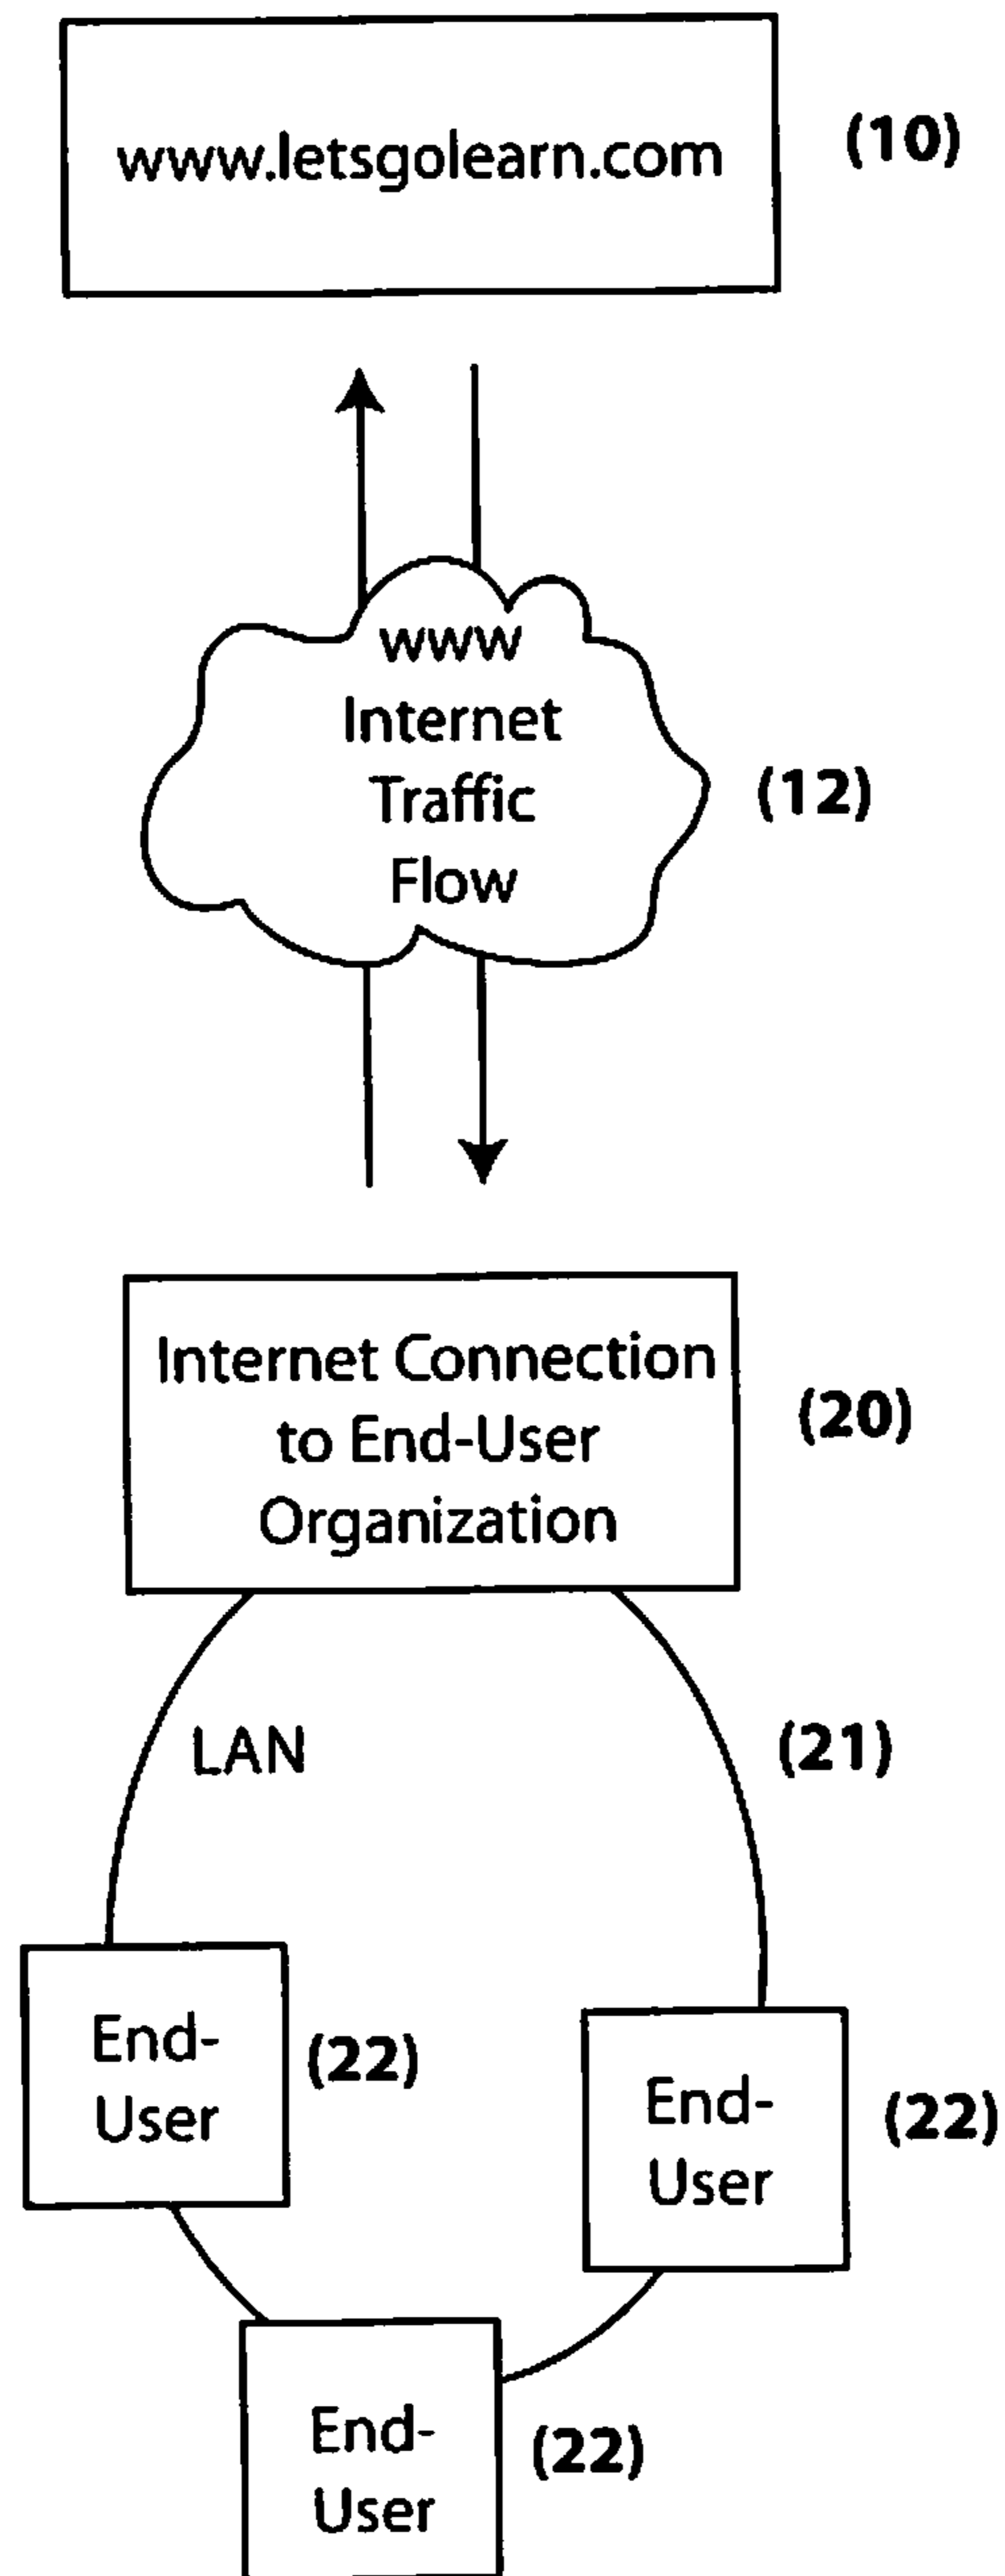 www.letsgolearn.com
(10)
www
Internet
Traffic
Flow
(12)
Internet Connection
to End-User
Organization
(20)
LAN
(21)
End-
User
(22)
End-
User
(22)
End-
User
(22)